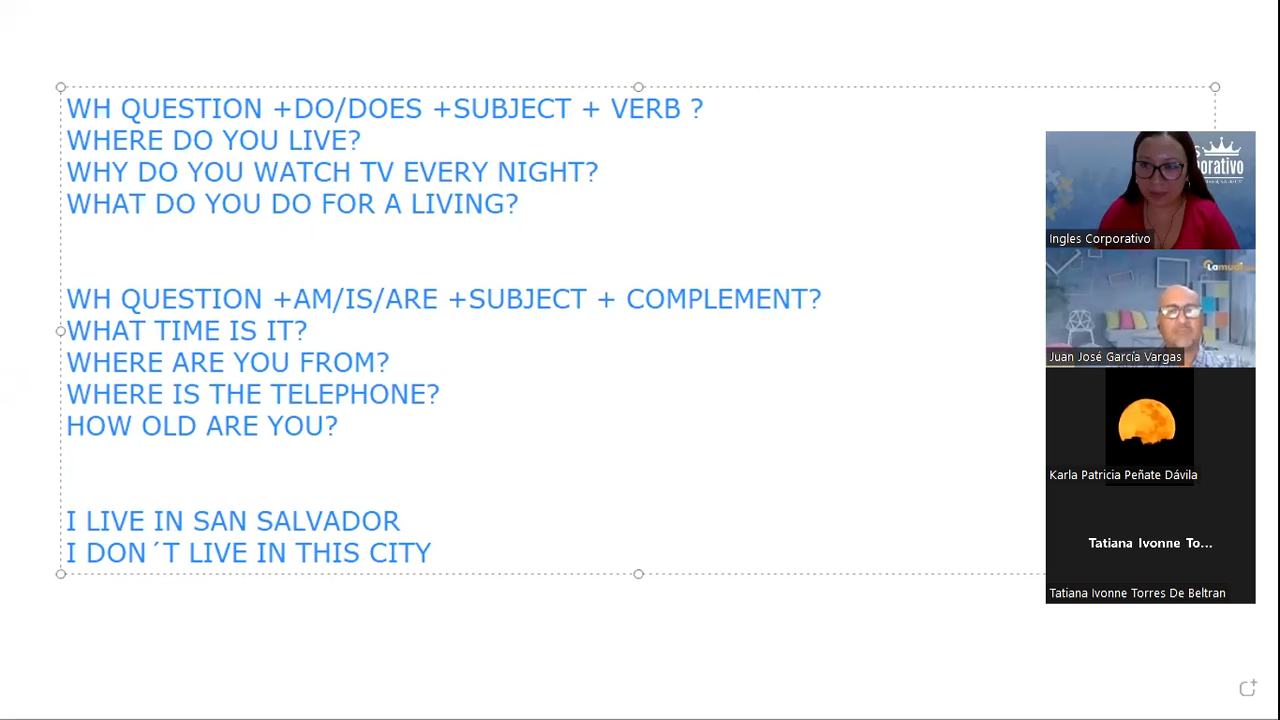 WH QUESTION +DO/DOES +SUBJECT + VERB ?
WHERE DO YOU LIVE?
WHY DO YOU WATCH TV EVERY NIGHT?
WHAT DO YOU DO FOR A LIVING?
WH QUESTION +AM/IS/ARE +SUBJECT + COMPLEMENT?
WHAT TIME IS IT?
WHERE ARE YOU FROM?
WHERE IS THE TELEPHONE?
HOW OLD ARE YOU?
I LIVE IN SAN SALVADOR
I DON´T LIVE IN THIS CITY
Ingles Corporativo
Juan José García Vargas
Karla Patricia Peñate Dávila
Tatiana Ivonne To...
Tatiana Ivonne Torres De Beltran